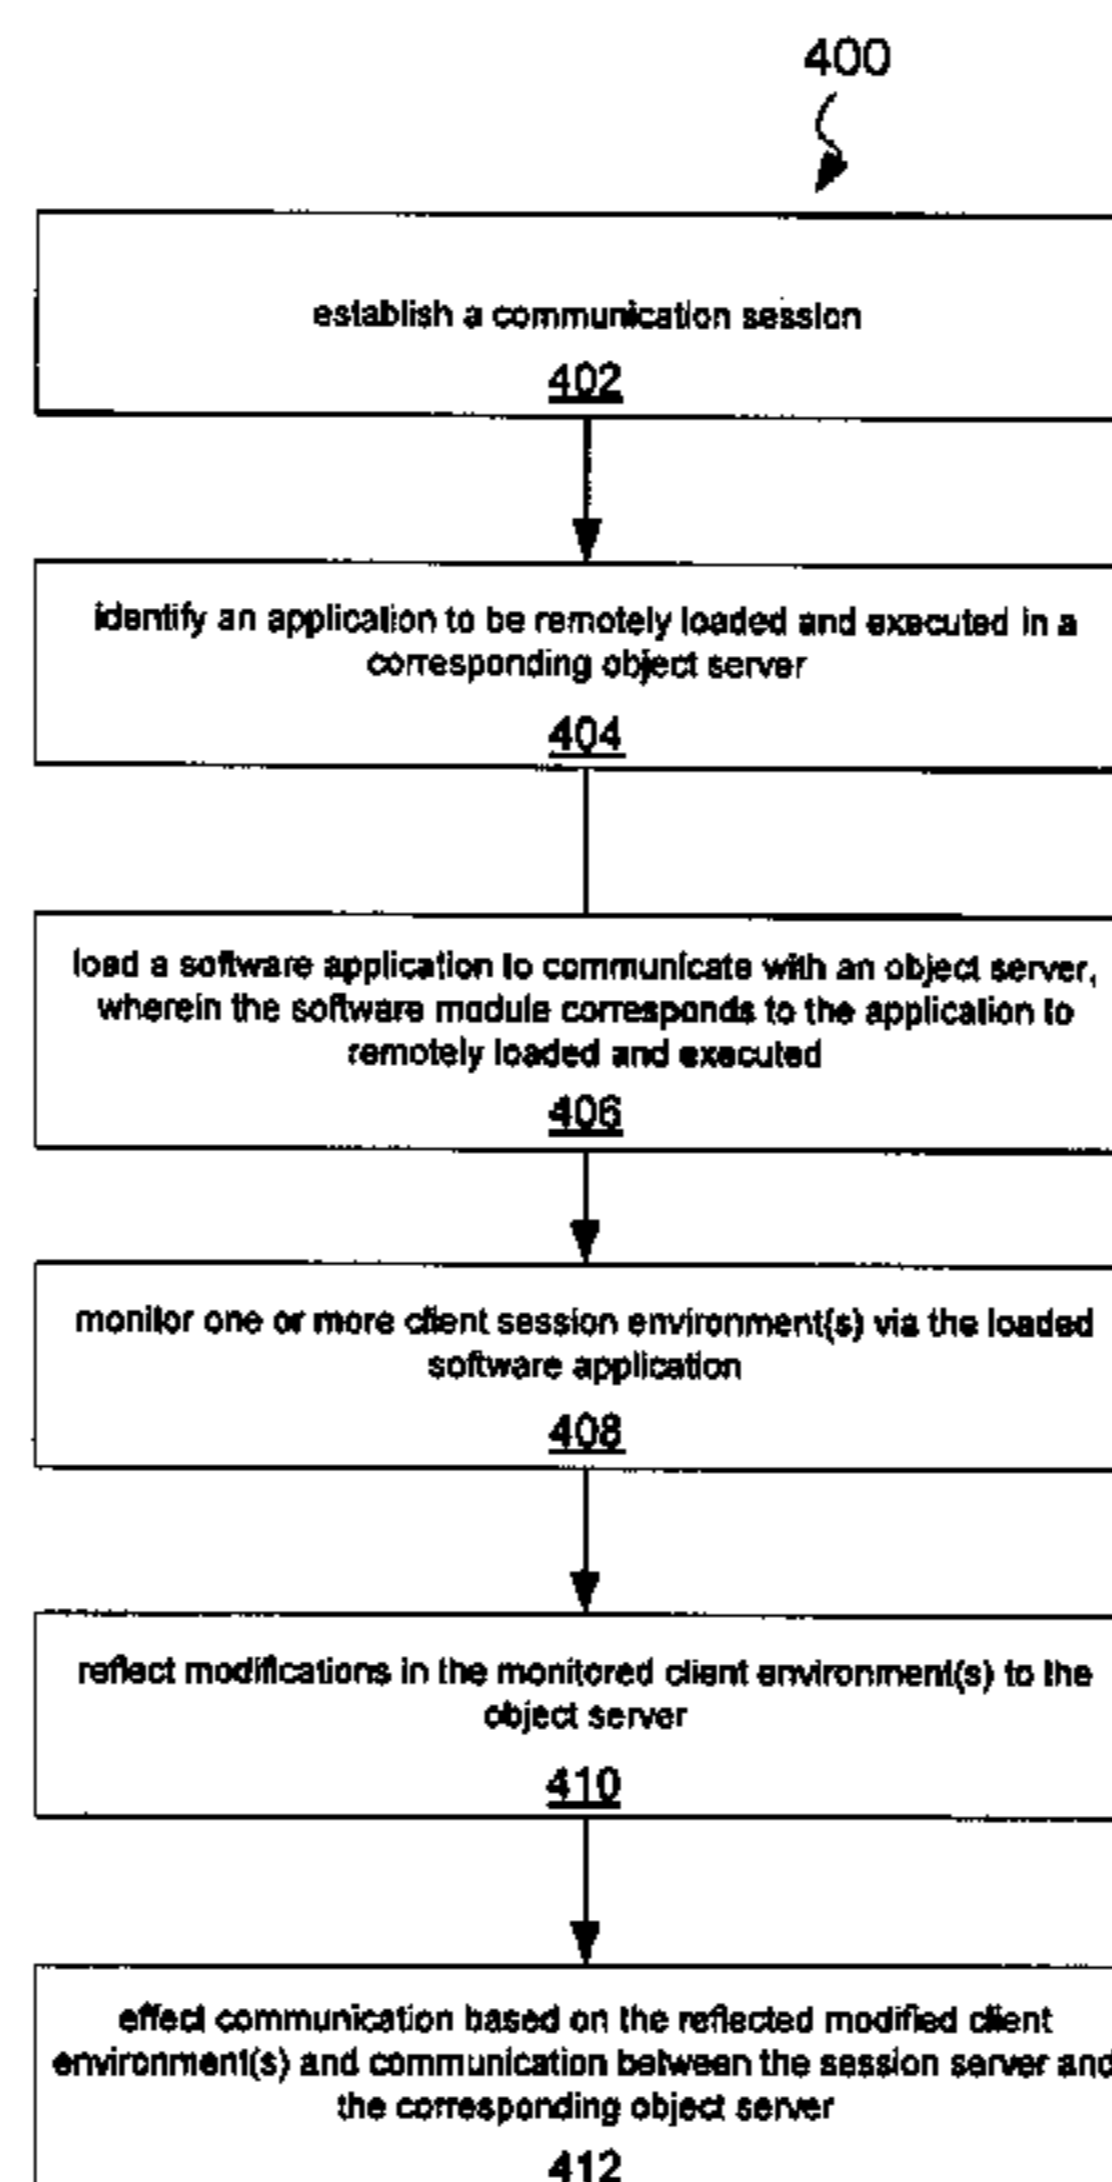 400
establish a communication session
402
identify an application to be remotely loaded and executed in a
corresponding object server
404
load a software application to communicate with an object server,
wherein the software module corresponds to the application to
remotely loaded and executed
406
monitor one or more client session environment(s) via the loaded
software application
408
reflect modifications in the monitored client environment(s) to the
object server
410
effect communication based on the reflected modified client
environment(s) and communication between the session server and
the corresponding object server
412